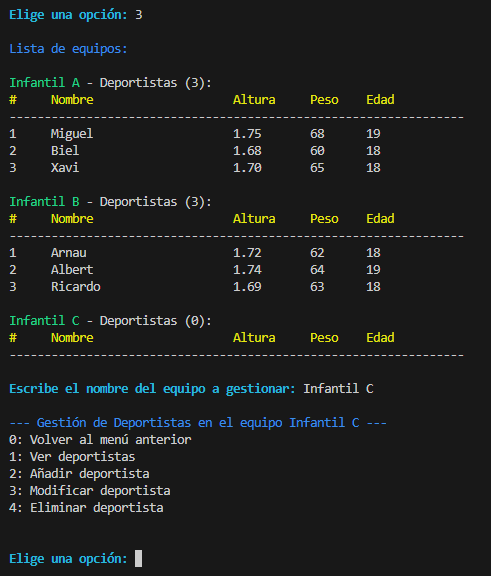 Elige una opción: 3
Lista de equipos:
Infantil A - Deportistas (3):
# Nombre Altura Peso Edad
-----------------------------------------------------------------
1 Miguel 1.75 68 19
2 Biel 1.68 60 18
3 Xavi 1.70 65 18
Infantil B - Deportistas (3):
# Nombre Altura Peso Edad
-----------------------------------------------------------------
1 Arnau 1.72 62 18
2 Albert 1.74 64 19
3 Ricardo 1.69 63 18
Infantil C - Deportistas (0):
# Nombre Altura Peso Edad
-----------------------------------------------------------------
Escribe el nombre del equipo a gestionar: Infantil C
--- Gestión de Deportistas en el equipo Infantil C ---
0: Volver al menú anterior
1: Ver deportistas
2: Añadir deportista
3: Modificar deportista
4: Eliminar deportista
Elige una opción: